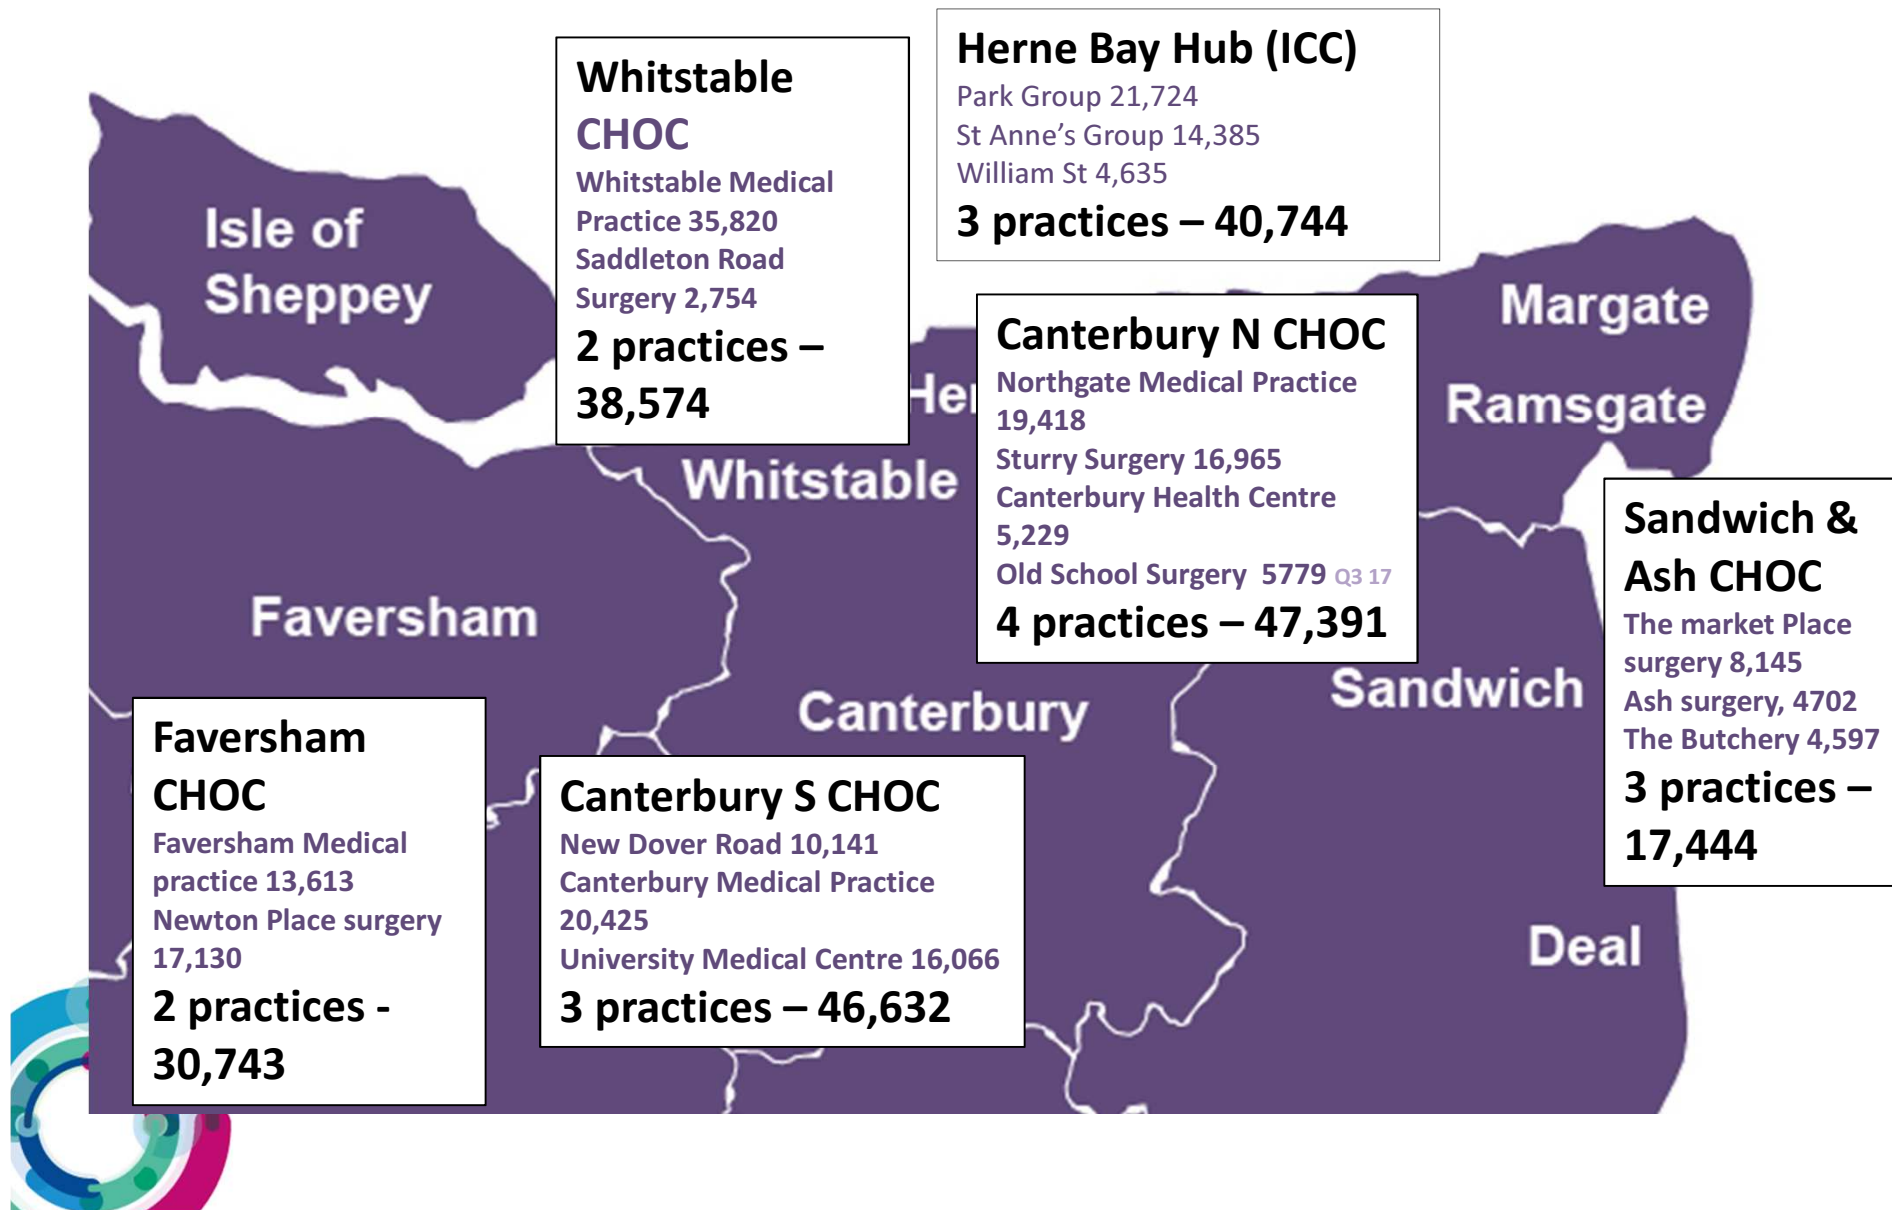 Whitstable
CHOC
Whitstable Medical
Practice 35,820
Saddleton Road
Surgery 2,754
2 practices –
38,574
Herne Bay Hub (ICC)
Park Group 21,724
St Anne’s Group 14,385
William St 4,635
3 practices – 40,744
Isle of
Sheppey
Margate
Ramsgate
Her
Whitstable
Canterbury N CHOC
Northgate Medical Practice
19,418
Sturry Surgery 16,965
Canterbury Health Centre
5,229
Old School Surgery 5779 Q3 17
4 practices – 47,391
Sandwich &
Ash CHOC
The market Place
surgery 8,145
Ash surgery, 4702
The Butchery 4,597
3 practices –
17,444
Faversham
Canterbury
Sandwich
Faversham
CHOC
Faversham Medical
practice 13,613
Newton Place surgery
17,130
2 practices -
30,743
Canterbury S CHOC
New Dover Road 10,141
Canterbury Medical Practice
20,425
University Medical Centre 16,066
3 practices – 46,632
Deal